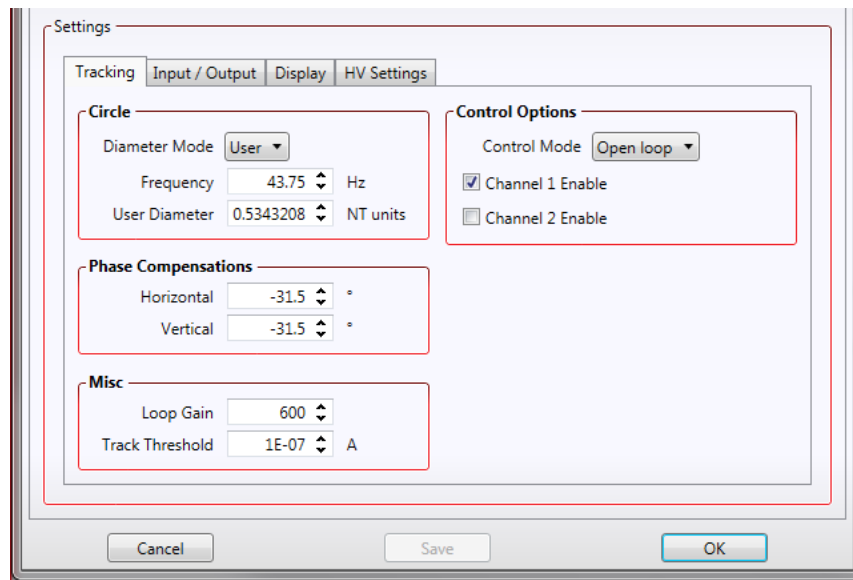 Settings
Tracking Input / Output Display HV Settings
Circle
Diameter Mode User
Frequency 43.75 Hz
User Diameter 0.5343208 NT units
Control Options
Control Mode Open loop
Channel 1 Enable
Channel 2 Enable
Phase Compensations
Horizontal -31.5 °
Vertical -31.5 °
Misc
Loop Gain 600
Track Threshold 1E-07 A
Cancel Save OK